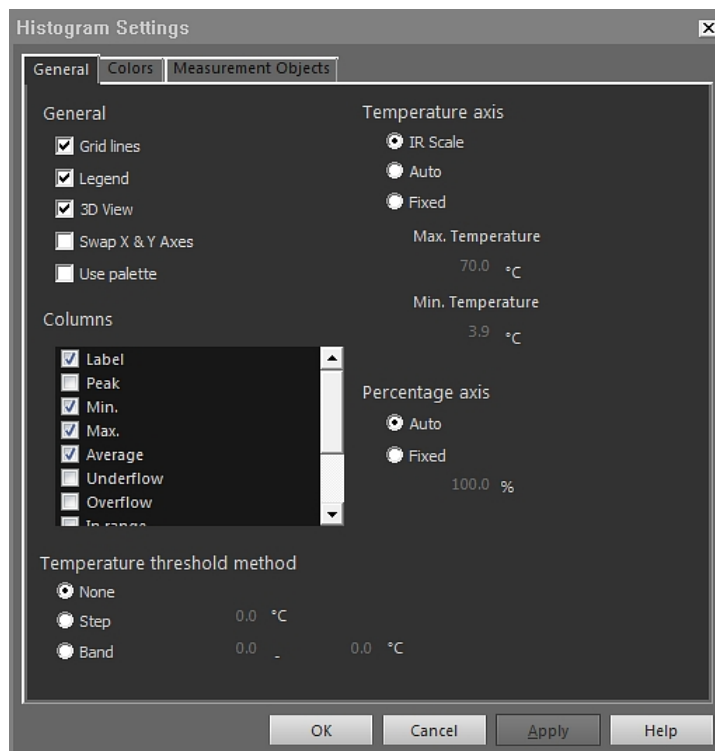 Histogram Settings
General
Colors
Measurement Objects
General
Grid lines
Legend
3D View
Swap X & Y Axes
Use palette
Columns
Label
Peak
Min.
Max.
Average
Underflow
Overflow
In range
Temperature threshold method
None
Step 0.0 °C
Band 0.0 - 0.0 °C
Temperature axis
IR Scale
Auto
Fixed
Max. Temperature
70.0 °C
Min. Temperature
3.9 °C
Percentage axis
Auto
Fixed
100.0 %
OK
Cancel
Apply
Help